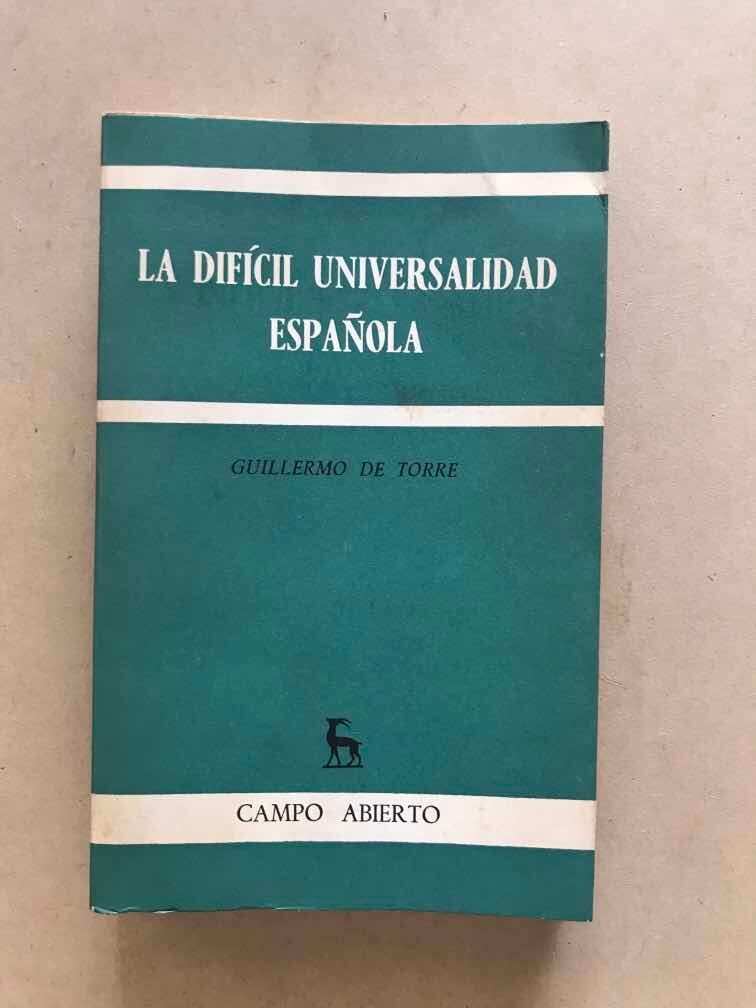 LA DIFÍCIL UNIVERSALIDAD
ESPAÑOLA
GUILLERMO DE TORRE
CAMPO ABIERTO